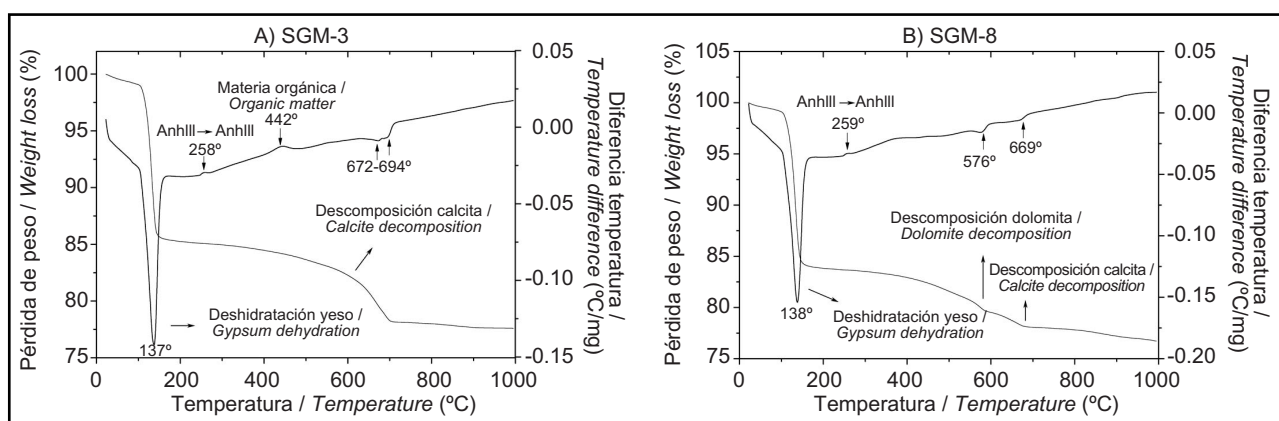 A) SGM-3
Pérdida de peso / Weight loss (%)
100
95
90
85
80
75
Materia orgánica /
Organic matter
442º
AnhIII→AnhIII
258º
672-694º
Descomposición calcita /
Calcite decomposition
Deshidratación yeso /
Gypsum dehydration
137º
0.05
0.00
-0.05
-0.10
-0.15
Diferencia temperatura /
Temperature difference (ºC/mg)
200 400 600 800 1000
0
Temperatura / Temperature (ºC)
B) SGM-8
Pérdida de peso / Weight loss (%)
105
100
95
90
85
80
75
AnhIII→AnhIII
259º
576º
669º
Descomposición dolomita /
Dolomite decomposition
Descomposición calcita /
Calcite decomposition
Deshidratación yeso /
Gypsum dehydration
138º
0.05
0.00
-0.05
-0.10
-0.15
-0.20
Diferencia temperatura /
Temperature difference (ºC/mg)
0 200 400 600 800 1000
Temperatura / Temperature (ºC)